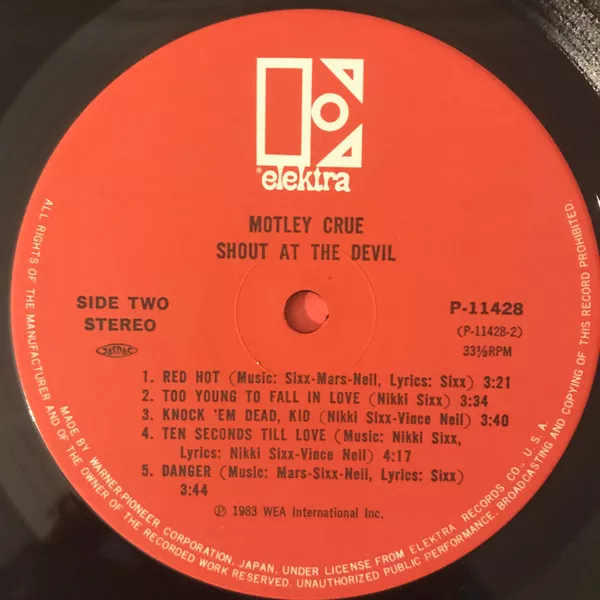 elektra
MOTLEY CRUE
SHOUT AT THE DEVIL
SIDE TWO
STEREO
P-11428
(P-11428-2)
33⅓RPM
JASRAC
1. RED HOT (Music: Sixx-Mars-Neil, Lyrics: Sixx) 3:21
2. TOO YOUNG TO FALL IN LOVE (Nikki Sixx) 3:34
3. KNOCK 'EM DEAD, KID (Nikki Sixx-Vince Neil) 3:40
4. TEN SECONDS TILL LOVE (Music: Nikki Sixx,
Lyrics: Nikki Sixx-Vince Neil) 4:17
5. DANGER (Music: Mars-Sixx-Neil, Lyrics: Sixx)
3:44
Ⓟ 1983 WEA International Inc.
MADE BY WARNER-PIONEER CORPORATION, JAPAN, UNDER LICENSE FROM ELEKTRA RECORDS CO., U.S.A.
ALL RIGHTS OF THE MANUFACTURER AND OF THE OWNER OF THE RECORDED WORK RESERVED. UNAUTHORIZED PUBLIC PERFORMANCE, BROADCASTING AND COPYING OF THIS RECORD PROHIBITED.